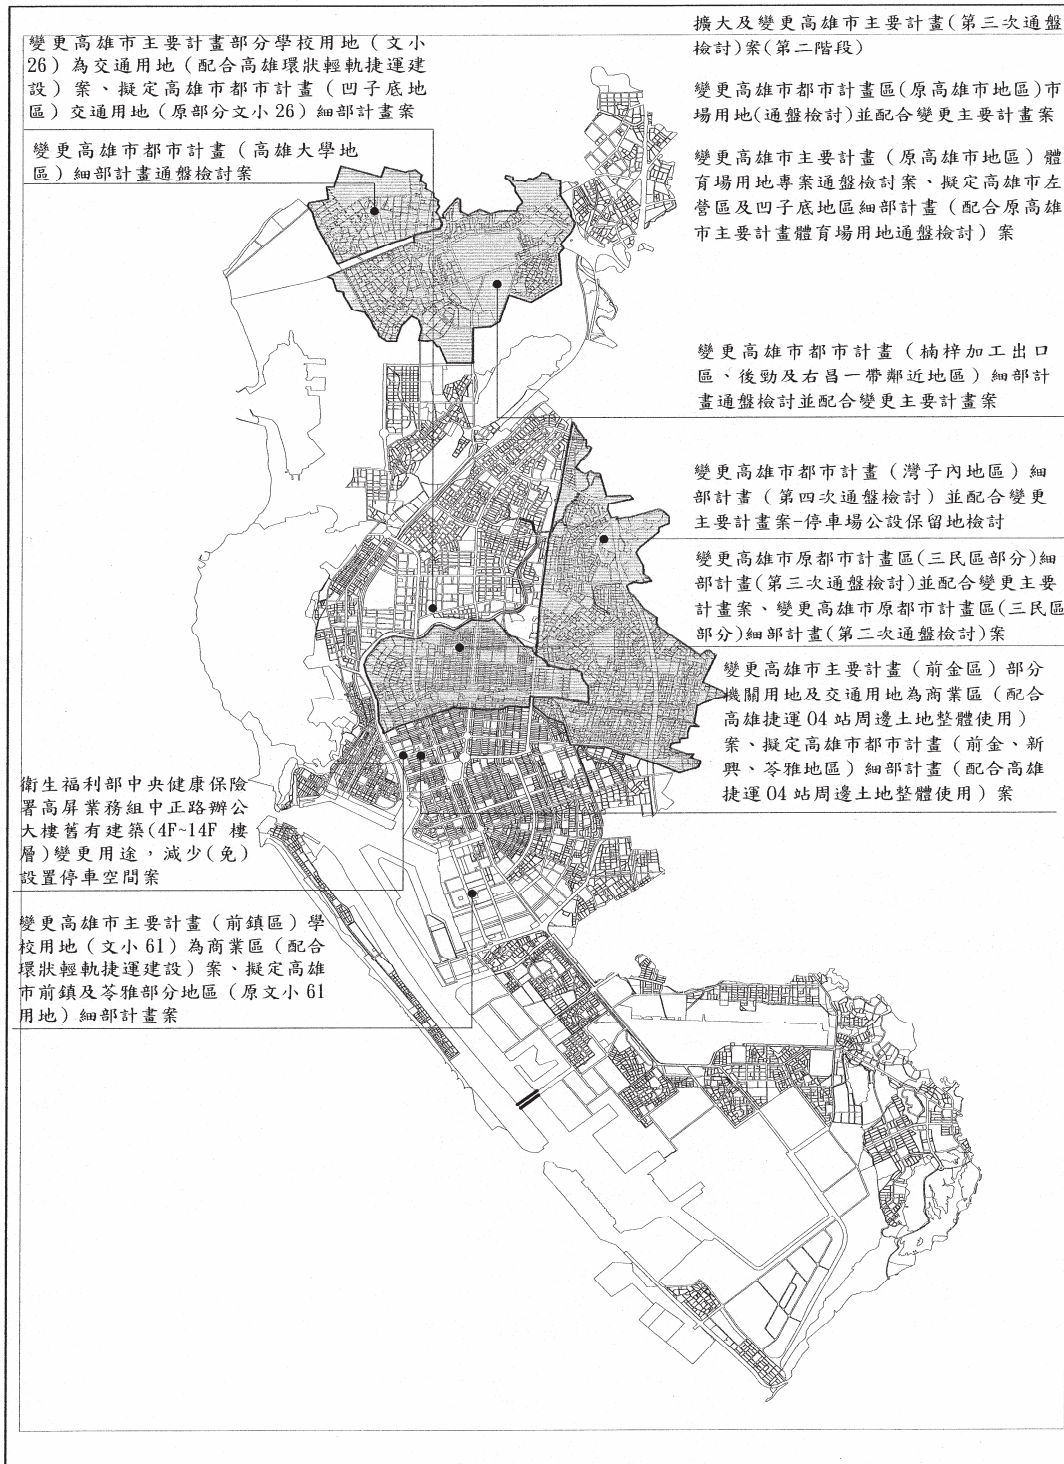 變更高雄市主要計畫部分學校用地（文小
26）為交通用地（配合高雄環狀輕軌捷運建
設）案、擬定高雄市都市計畫（凹子底地
區）交通用地（原部分文小26）細部計畫案
變更高雄市都市計畫（高雄大學地
區）細部計畫通盤檢討案
擴大及變更高雄市主要計畫(第三次通盤
檢討)案(第二階段)
變更高雄市都市計畫區(原高雄市地區)市
場用地(通盤檢討)並配合變更主要計畫案
變更高雄市主要計畫（原高雄市地區）體
育場用地專案通盤檢討案、擬定高雄市左
營區及凹子底地區細部計畫（配合原高雄
市主要計畫體育場用地通盤檢討）案
變更高雄市都市計畫（楠梓加工出口
區、後勁及右昌一帶鄰近地區）細部計
畫通盤檢討並配合變更主要計畫案
變更高雄市都市計畫（灣子內地區）細
部計畫（第四次通盤檢討）並配合變更
主要計畫案-停車場公設保留地檢討
變更高雄市原都市計畫區(三民區部分)細
部計畫(第三次通盤檢討)並配合變更主要
計畫案、變更高雄市原都市計畫區(三民區
部分)細部計畫(第二次通盤檢討)案
變更高雄市主要計畫（前金區）部分
機關用地及交通用地為商業區（配合
高雄捷運O4站周邊土地整體使用）
案、擬定高雄市都市計畫（前金、新
興、苓雅地區）細部計畫（配合高雄
捷運O4站周邊土地整體使用）案
衛生福利部中央健康保險
署高屏業務組中正路辦公
大樓舊有建築(4F~14F 樓
層)變更用途，減少(免)
設置停車空間案
變更高雄市主要計畫（前鎮區）學
校用地（文小61）為商業區（配合
環狀輕軌捷運建設）案、擬定高雄
市前鎮及苓雅部分地區（原文小61
用地）細部計畫案